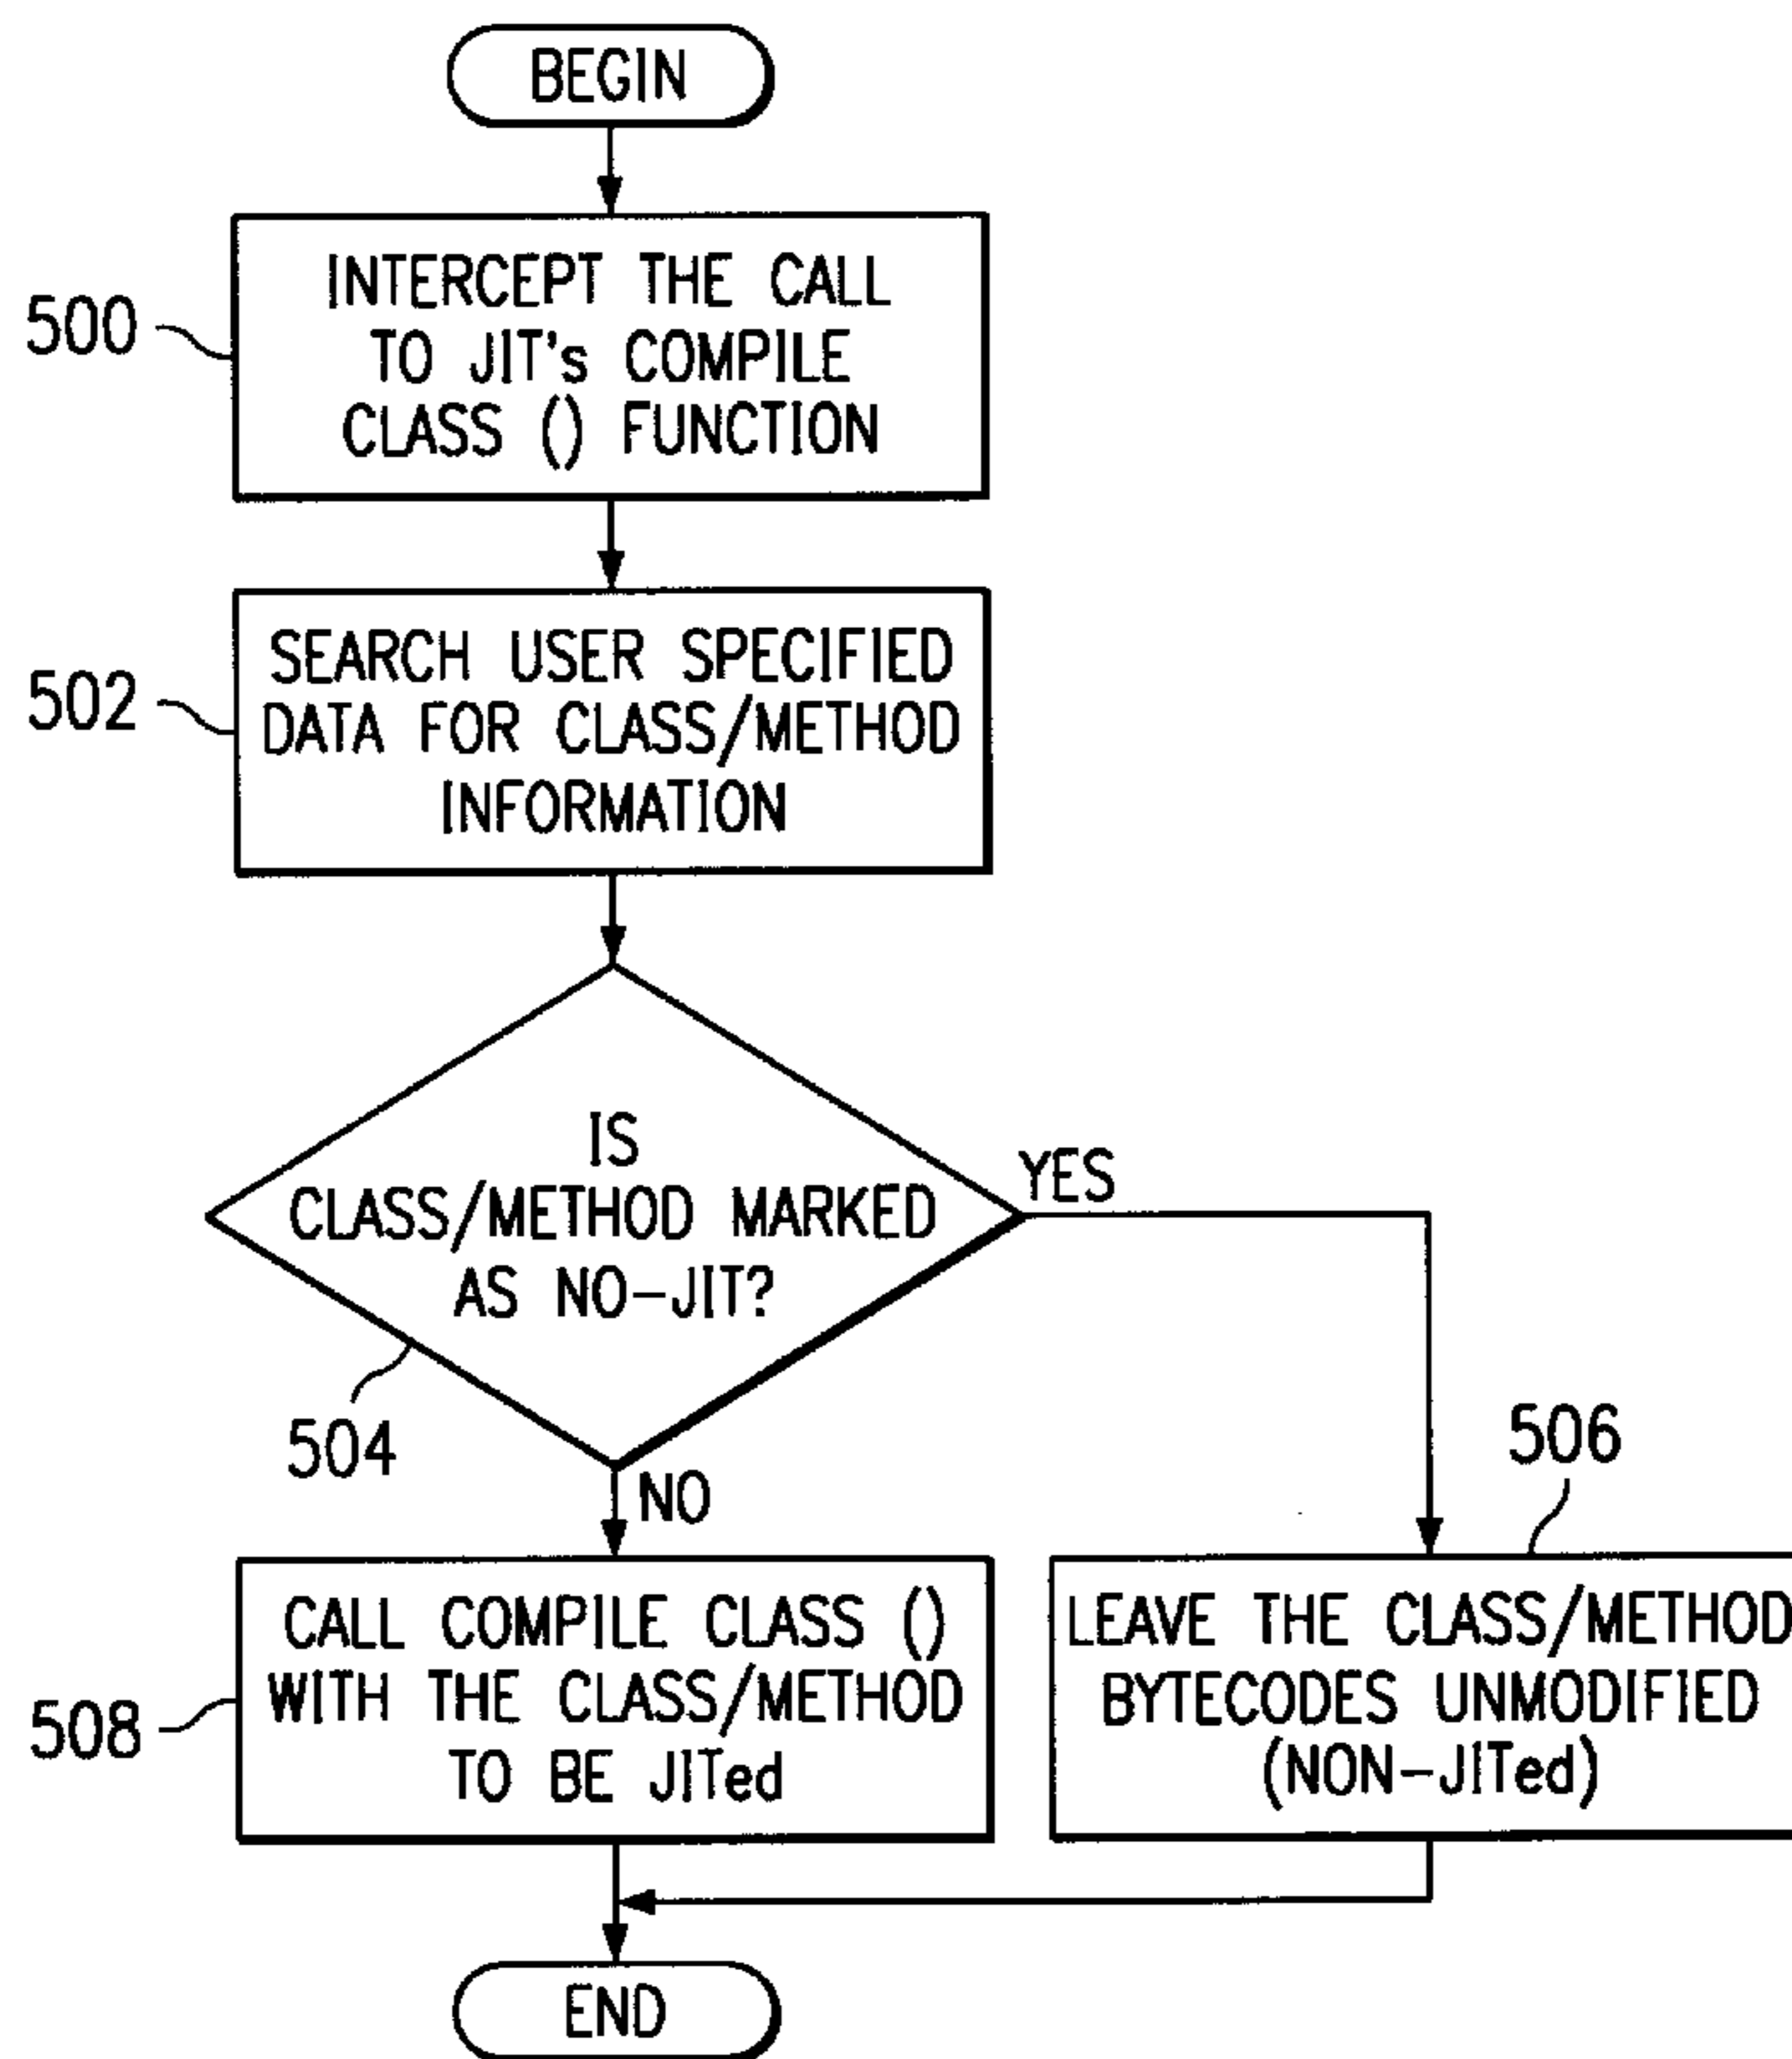 BEGIN
500
INTERCEPT THE CALL
TO JIT's COMPILE
CLASS () FUNCTION
502
SEARCH USER SPECIFIED
DATA FOR CLASS/METHOD
INFORMATION
IS
CLASS/METHOD MARKED
AS NO-JIT?
YES
504
NO
506
508
CALL COMPILE CLASS ()
WITH THE CLASS/METHOD
TO BE JITed
LEAVE THE CLASS/METHOD
BYTECODES UNMODIFIED
(NON-JITed)
END